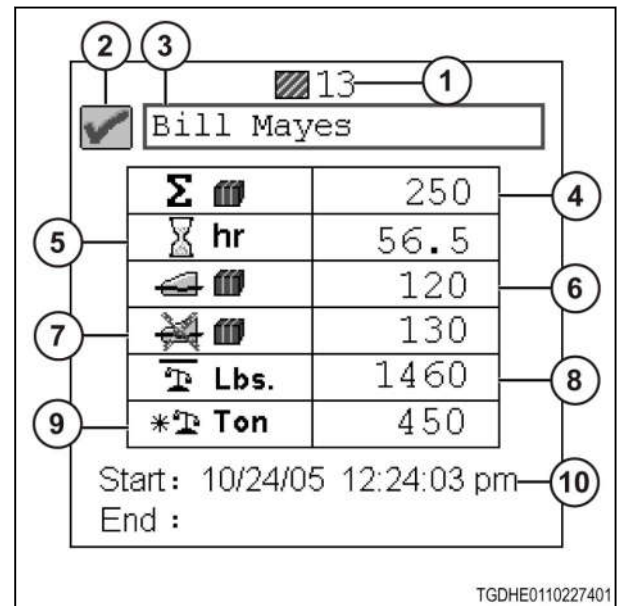 2 3
13 1
Bill Mayes
Σ 250 4
5 hr 56.5
120 6
7 130
Lbs. 1460 8
9 * Ton 450
Start: 10/24/05 12:24:03 pm 10
End :
TGDHE0110227401